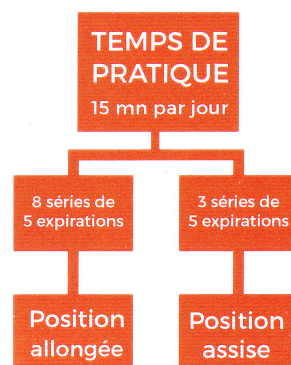 TEMPS DE
PRATIQUE
15 mn par jour
8 séries de
5 expirations
3 séries de
5 expirations
Position
allongée
Position
assise